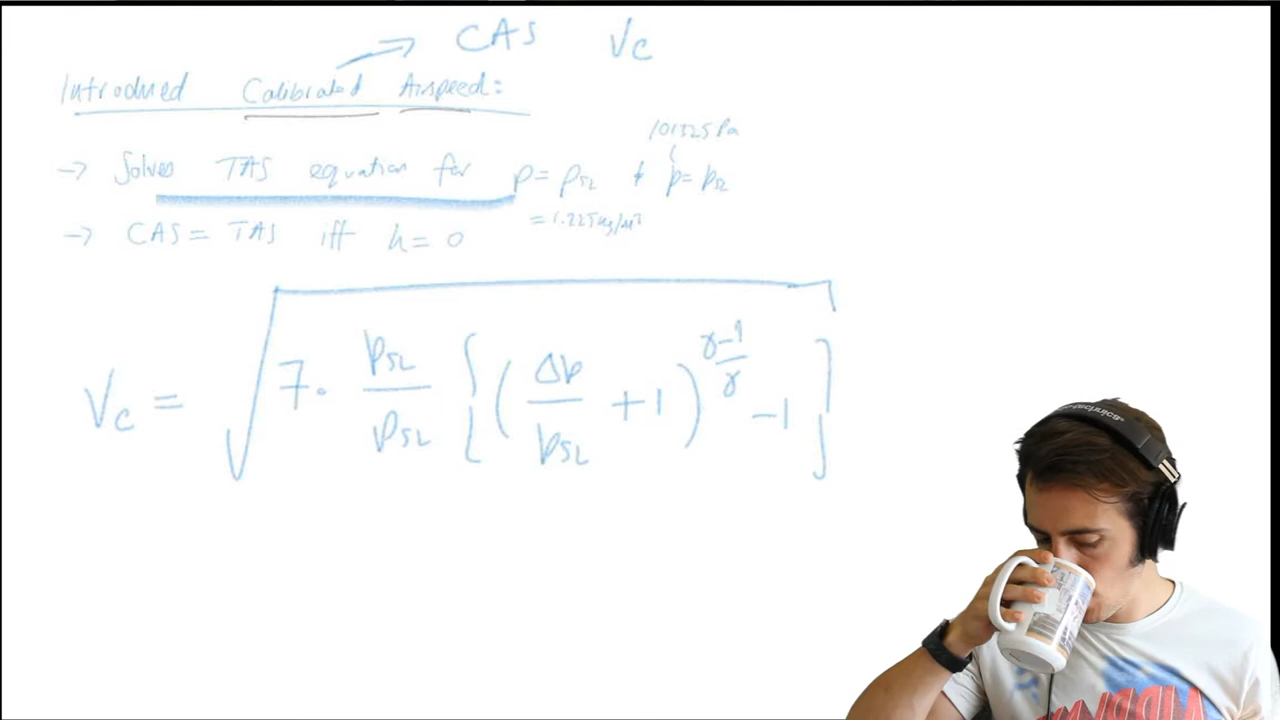 CAS Vc
Introduced Calibrated Airspeed:
101325 Pa
→ Solves TAS equation for ρ = ρSL & p = pSL
= 1.225 kg/m³
→ CAS = TAS iff h = 0
Vc = √(7 · pSL/ρSL [(Δp/pSL + 1)^((γ-1)/γ) - 1])